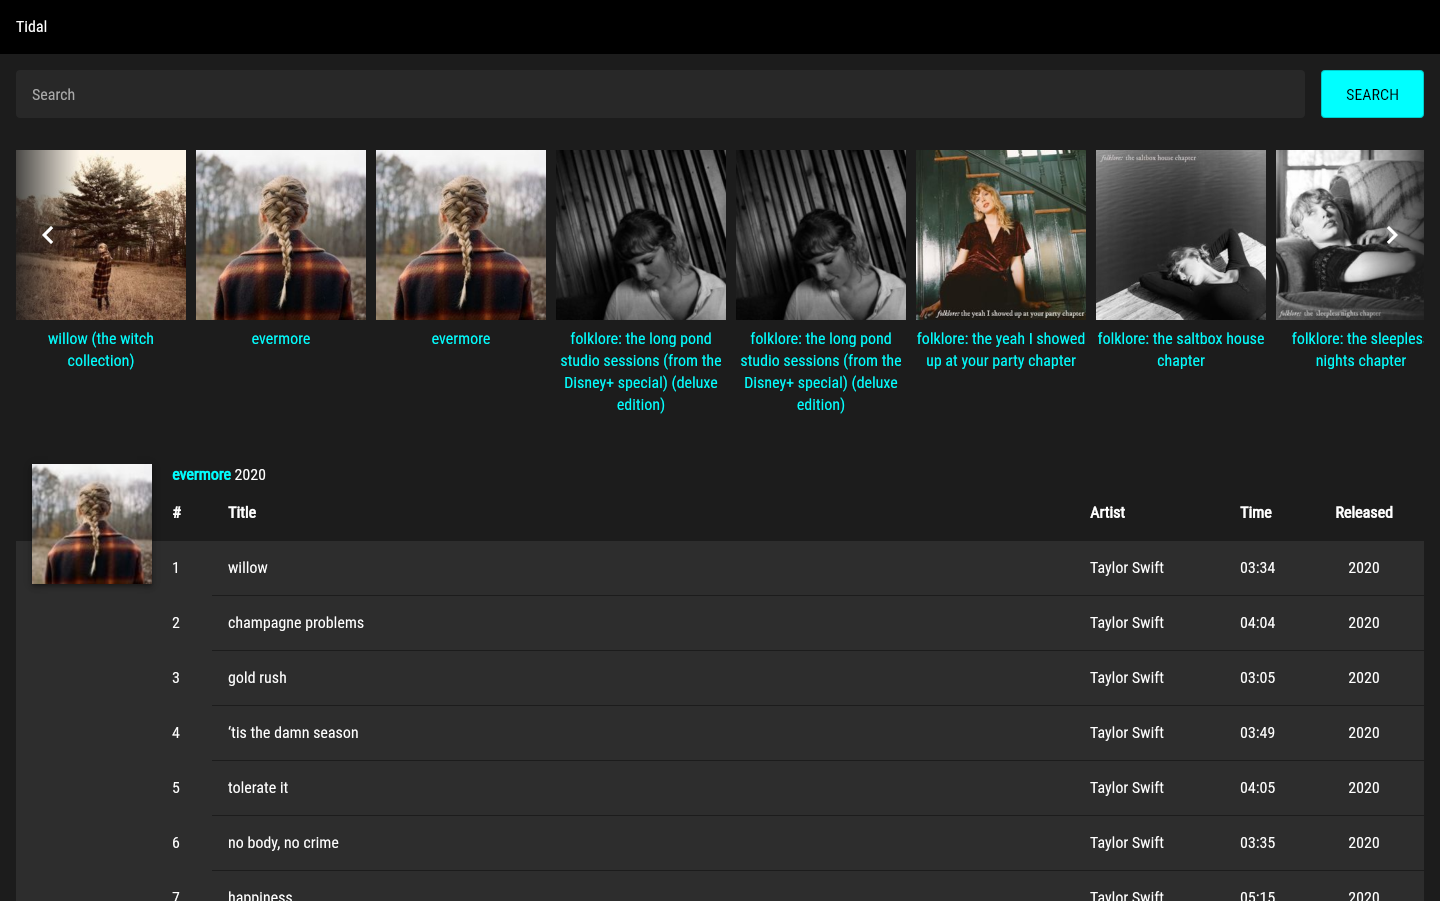 Tidal
Search
SEARCH
folklore: the saltbox house chapter
folklore: the yeah I showed up at your party chapter
folklore: the sleepless nights chapter
willow (the witch
collection)
evermore
evermore
folklore: the long pond
studio sessions (from the
Disney+ special) (deluxe
edition)
folklore: the long pond
studio sessions (from the
Disney+ special) (deluxe
edition)
folklore: the yeah I showed
up at your party chapter
folklore: the saltbox house
chapter
folklore: the sleeples
nights chapter
evermore 2020
# Title Artist Time Released
1 willow Taylor Swift 03:34 2020
2 champagne problems Taylor Swift 04:04 2020
3 gold rush Taylor Swift 03:05 2020
4 ‘tis the damn season Taylor Swift 03:49 2020
5 tolerate it Taylor Swift 04:05 2020
6 no body, no crime Taylor Swift 03:35 2020
7 happiness Taylor Swift 05:15 2020